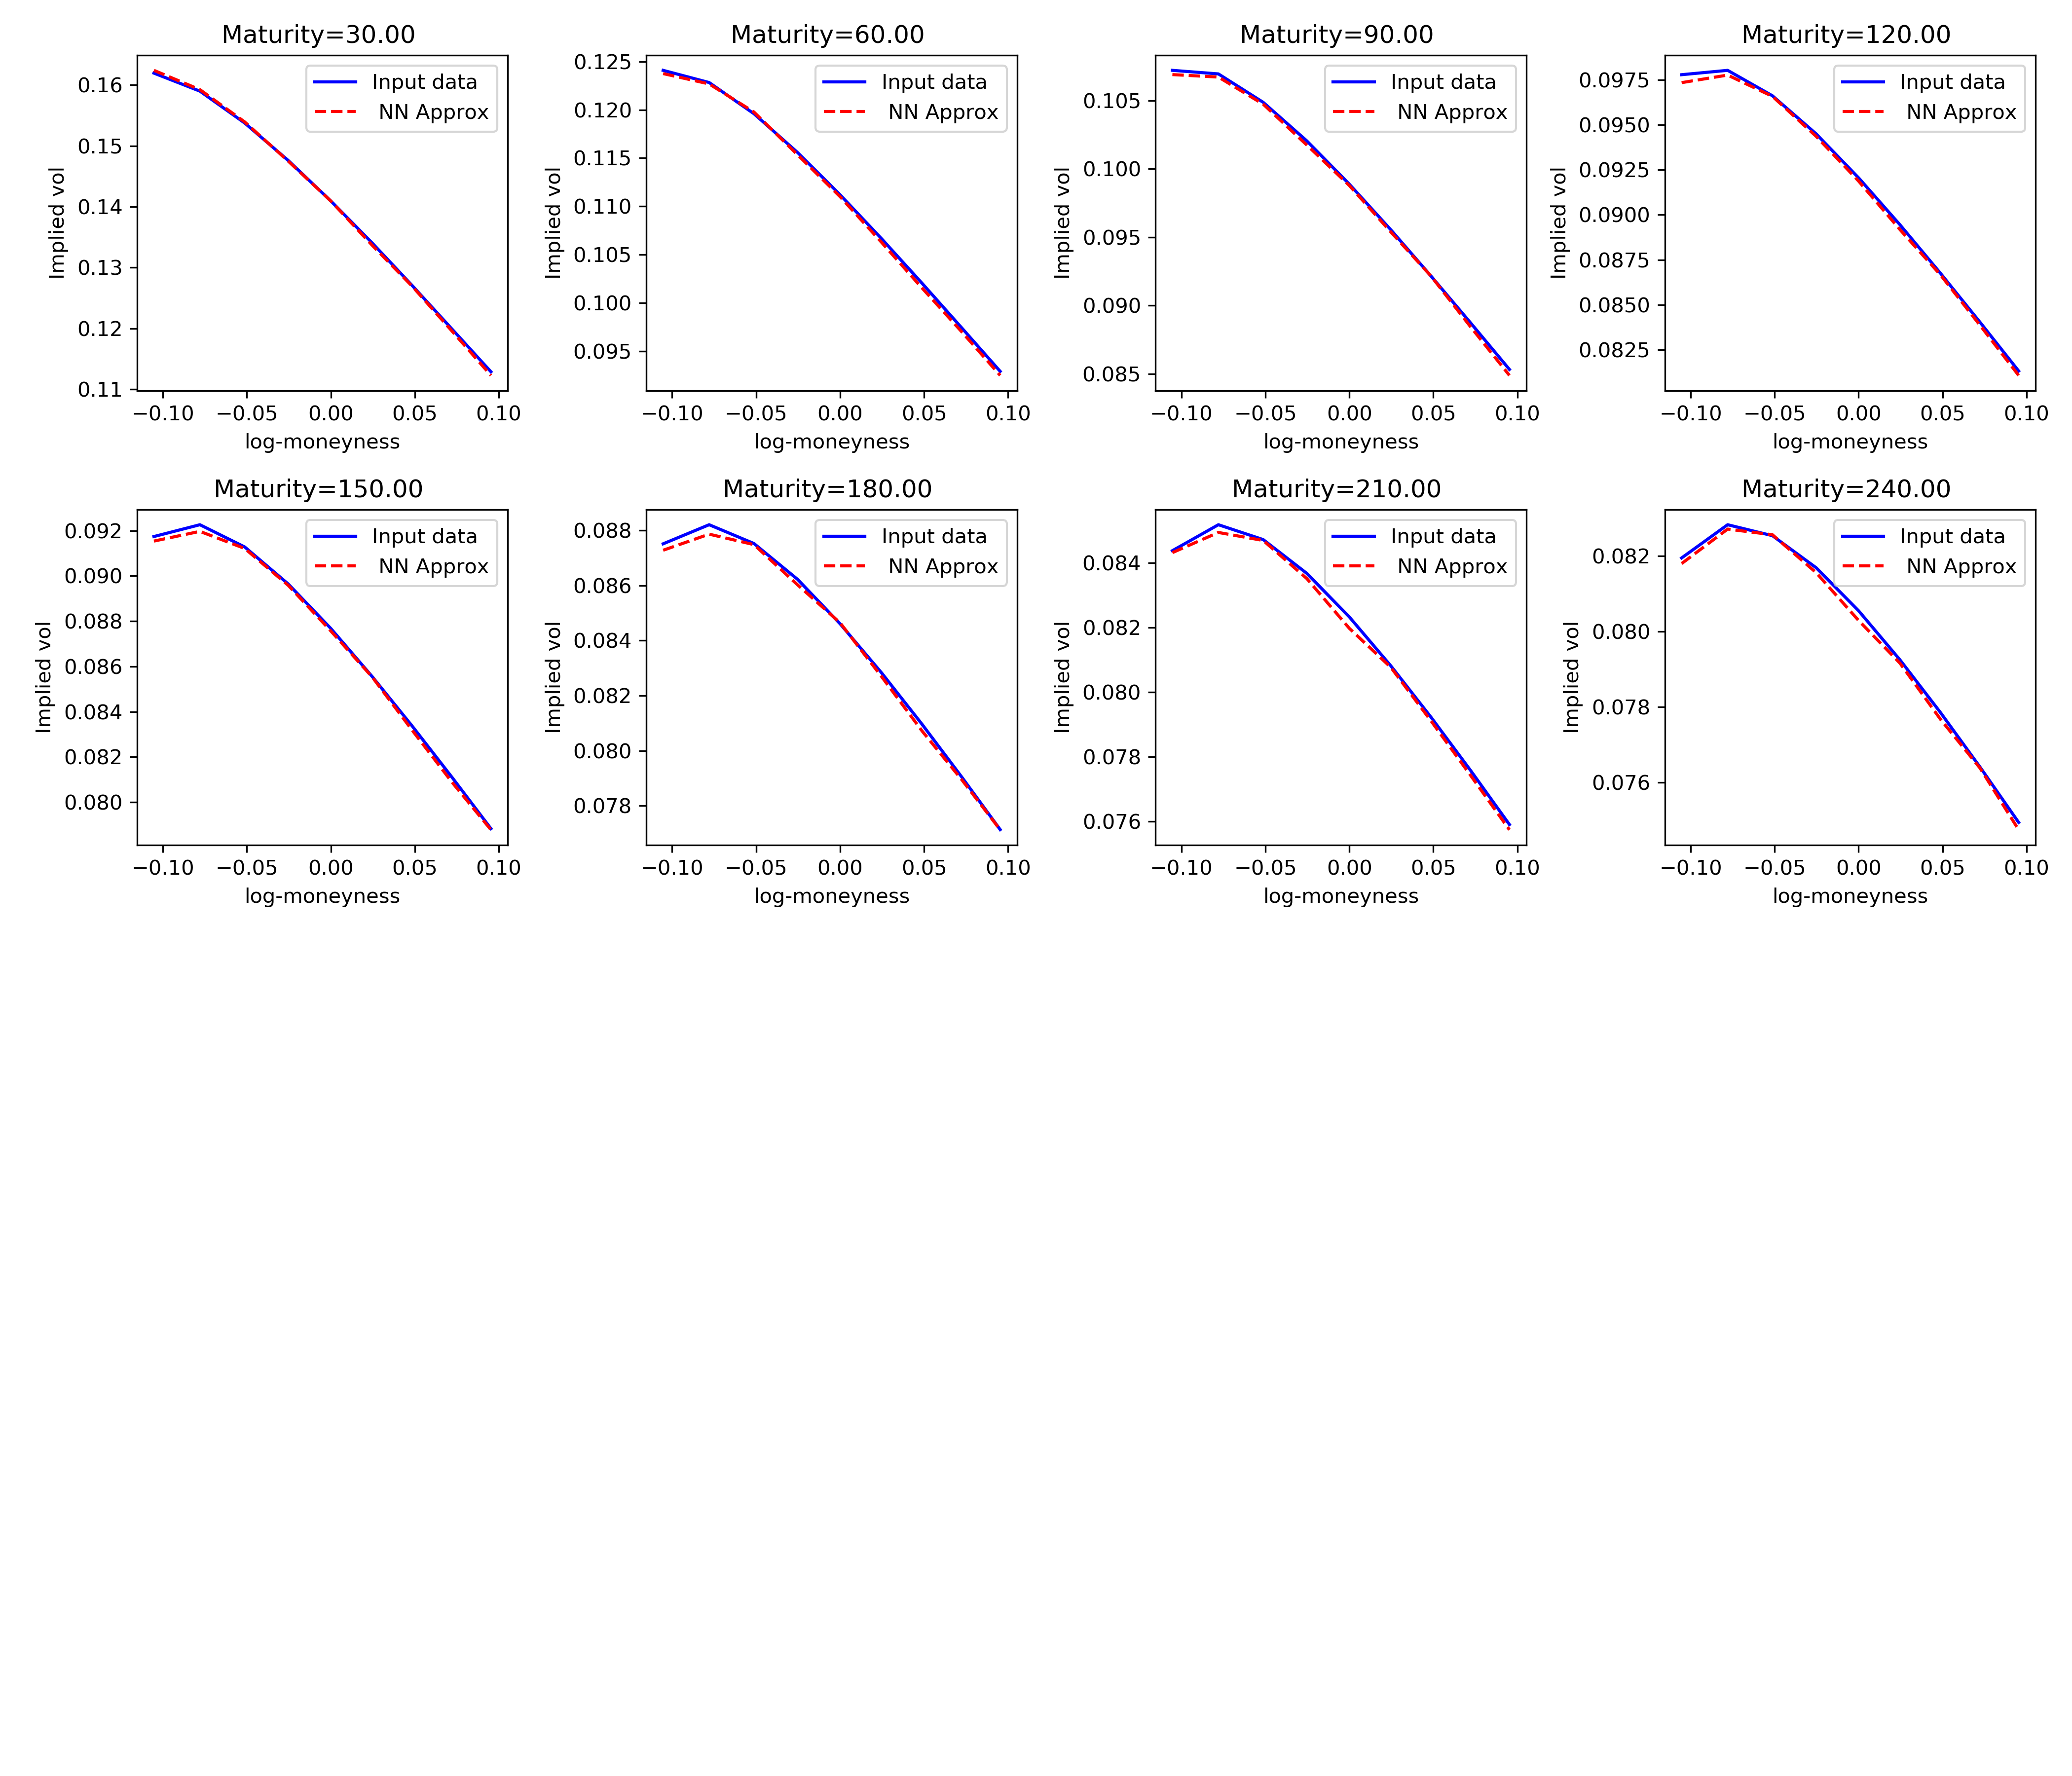 Maturity=30.00
Implied vol
0.16
0.15
0.14
0.13
0.12
0.11
Input data
NN Approx
−0.10 −0.05 0.00 0.05 0.10
log-moneyness
Maturity=60.00
Implied vol
0.125
0.120
0.115
0.110
0.105
0.100
0.095
Input data
NN Approx
−0.10 −0.05 0.00 0.05 0.10
log-moneyness
Maturity=90.00
Implied vol
0.105
0.100
0.095
0.090
0.085
Input data
NN Approx
−0.10 −0.05 0.00 0.05 0.10
log-moneyness
Maturity=120.00
Implied vol
0.0975
0.0950
0.0925
0.0900
0.0875
0.0850
0.0825
Input data
NN Approx
−0.10 −0.05 0.00 0.05 0.10
log-moneyness
Maturity=150.00
Implied vol
0.092
0.090
0.088
0.086
0.084
0.082
0.080
Input data
NN Approx
−0.10 −0.05 0.00 0.05 0.10
log-moneyness
Maturity=180.00
Implied vol
0.088
0.086
0.084
0.082
0.080
0.078
Input data
NN Approx
−0.10 −0.05 0.00 0.05 0.10
log-moneyness
Maturity=210.00
Implied vol
0.084
0.082
0.080
0.078
0.076
Input data
NN Approx
−0.10 −0.05 0.00 0.05 0.10
log-moneyness
Maturity=240.00
Implied vol
0.082
0.080
0.078
0.076
Input data
NN Approx
−0.10 −0.05 0.00 0.05 0.10
log-moneyness